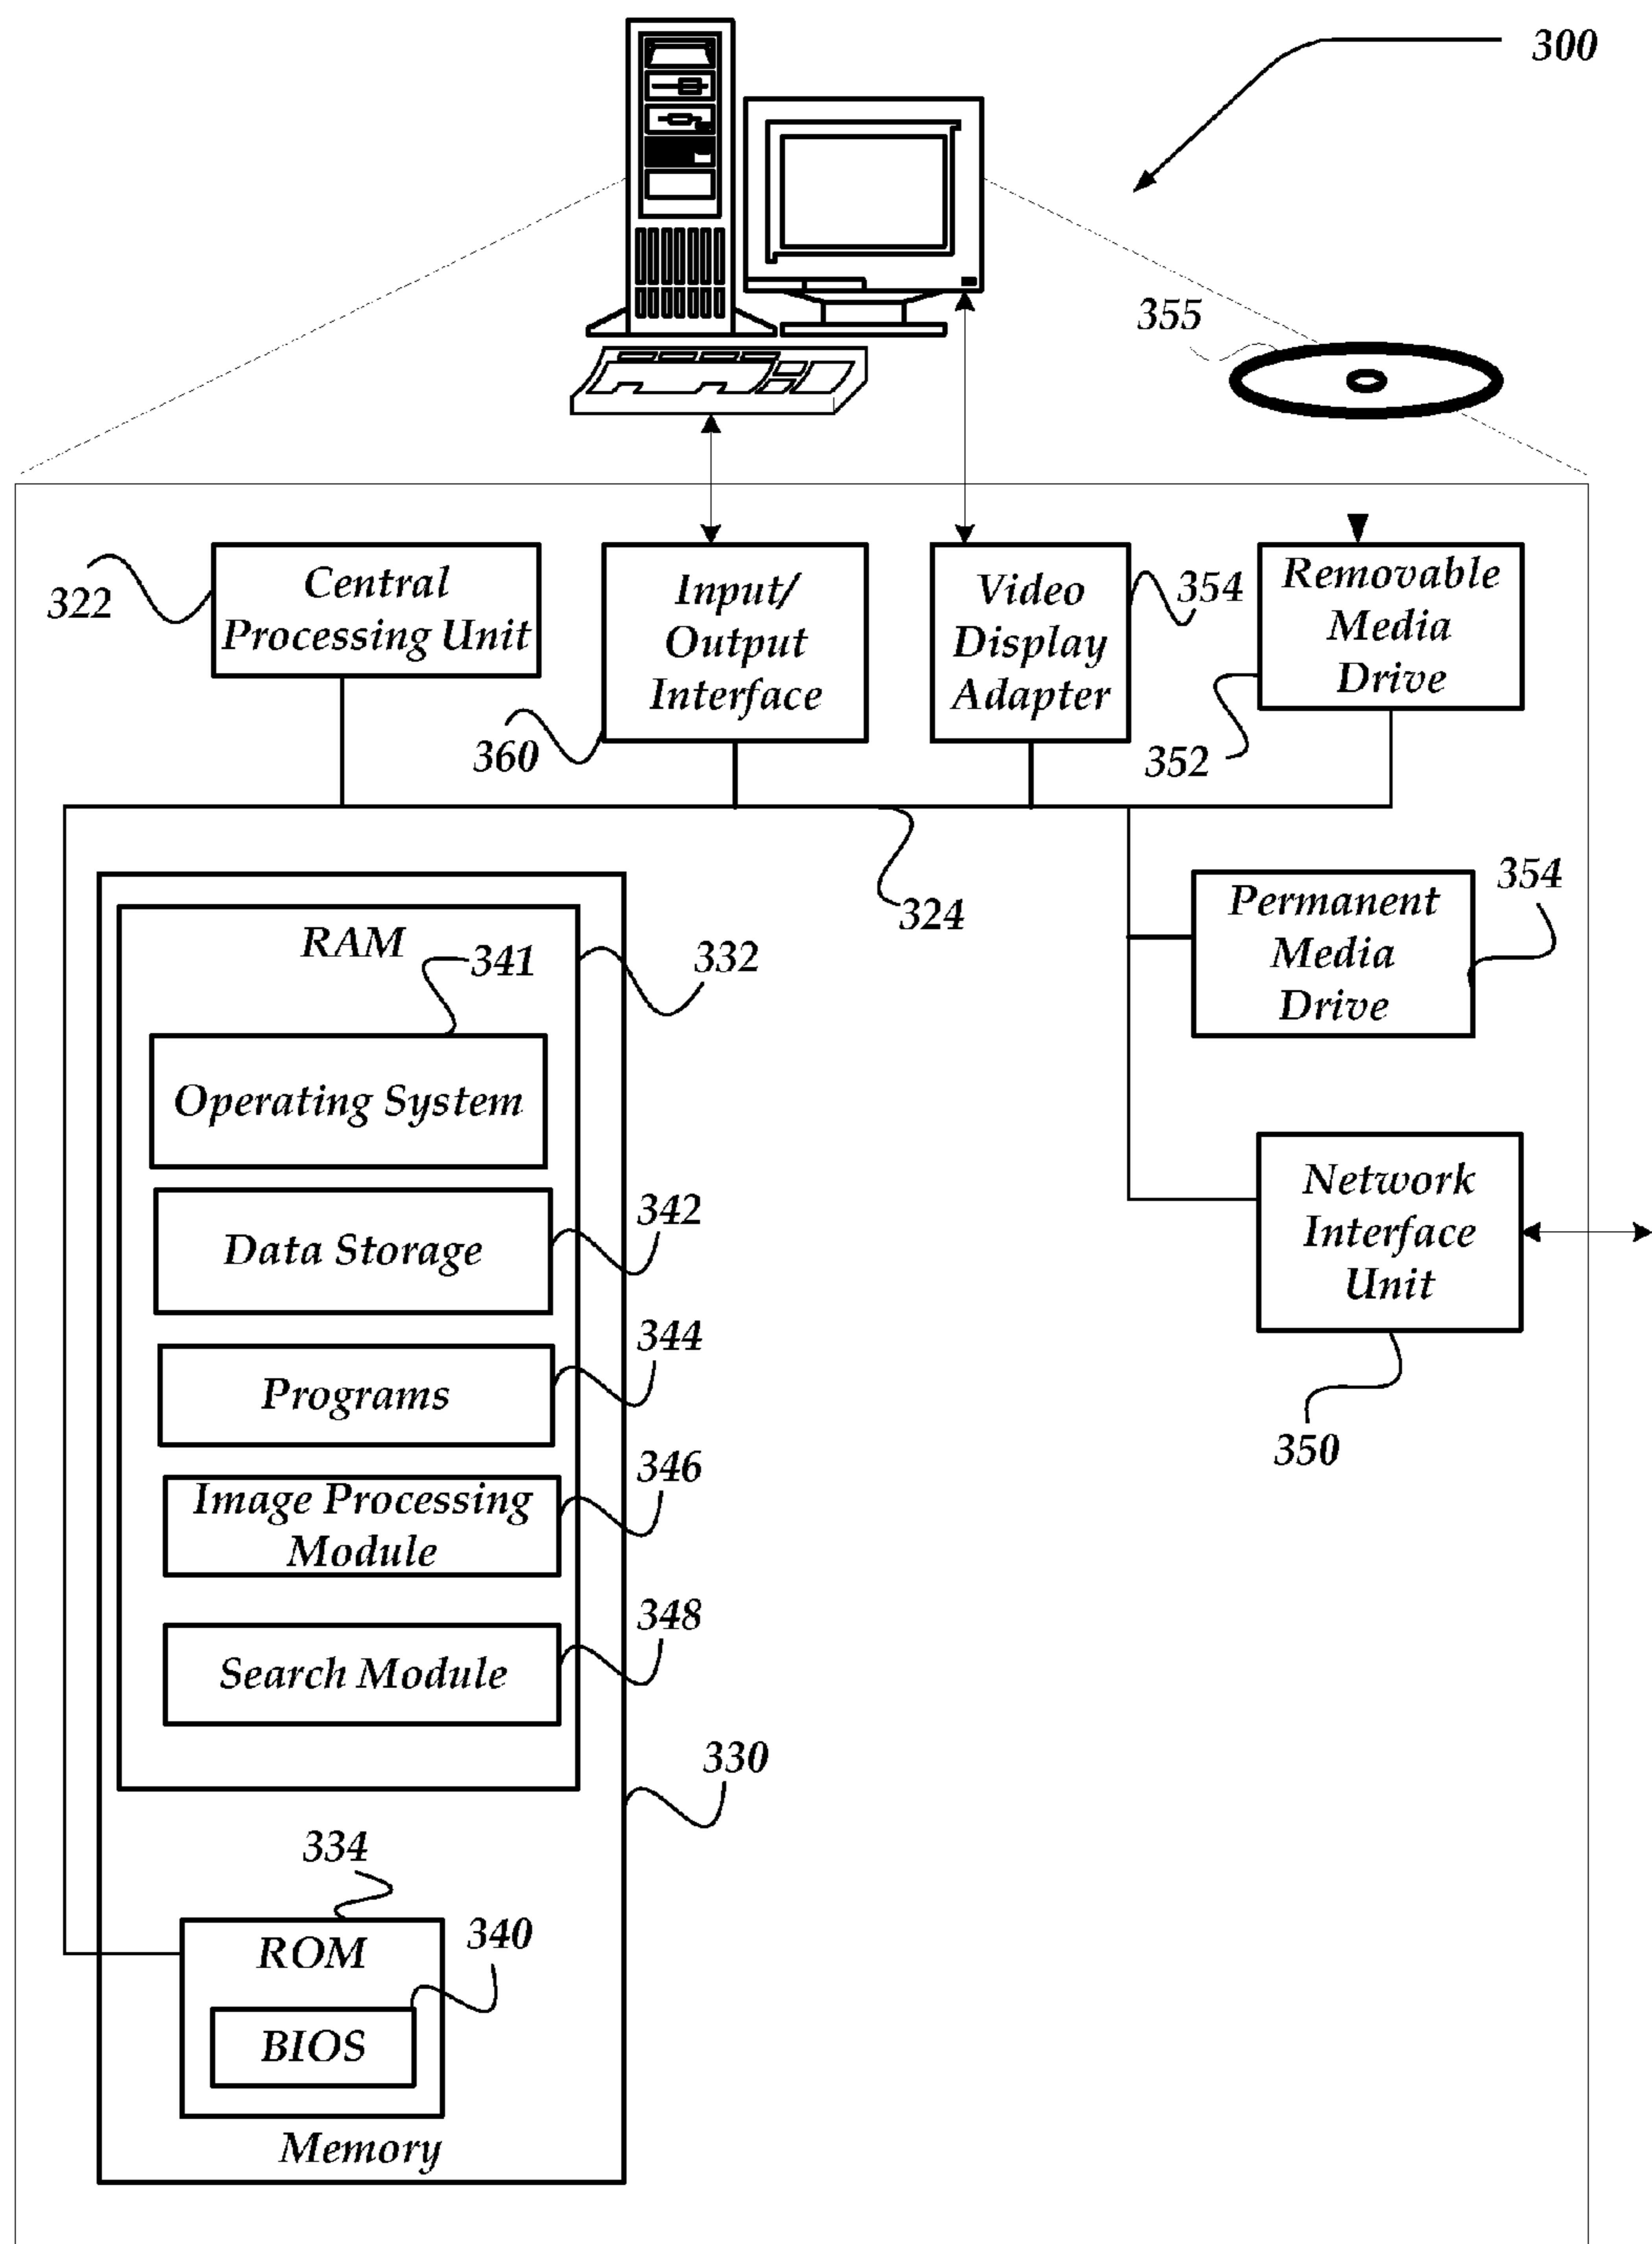 300
355
322
Central
Processing Unit
360
Input/
Output
Interface
Video
Display
Adapter
354
352
Removable
Media
Drive
324
354
Permanent
Media
Drive
RAM
341
332
Operating System
342
Data Storage
344
Programs
346
Image Processing
Module
348
Search Module
Network
Interface
Unit
350
330
334
ROM
340
BIOS
Memory